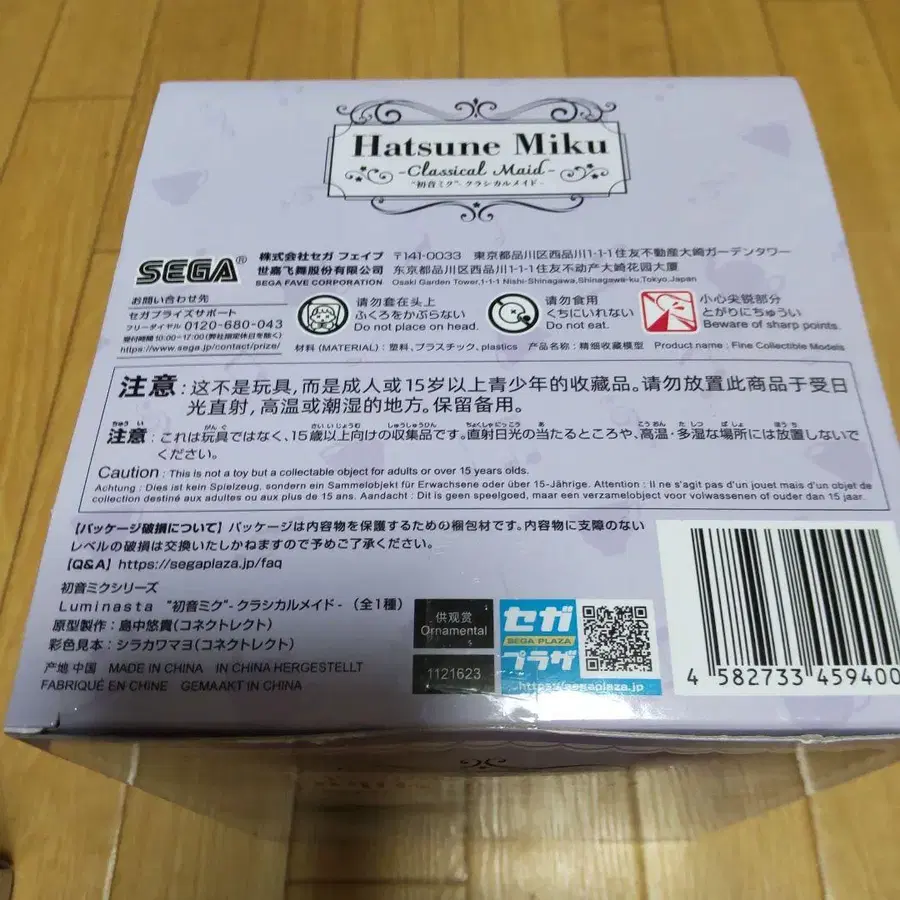 Hatsune Miku
-Classical Maid-
"初音ミク"-クラシカルメイド-
SEGA®
株式会社セガ フェイブ 〒141-0033 東京都品川区西品川1-1-1住友不動産大崎ガーデンタワー
世嘉飞舞股份有限公司 东京都品川区西品川1-1-1住友不动产大崎花园大厦
SEGA FAVE CORPORATION Osaki Garden Tower,1-1-1 Nishi-Shinagawa,Shinagawa-ku,Tokyo,Japan
お問い合わせ先
セガプライズサポート
フリーダイヤル 0120-680-043
受付時間10:00~17:00(弊社指定休日を除く)
https://www.sega.jp/contact/prize/
请勿套在头上
ふくろをかぶらない
Do not place on head.
请勿食用
くちにいれない
Do not eat.
小心尖锐部分
とがりにちゅうい
Beware of sharp points.
材料(MATERIAL):塑料、プラスチック、plastics 产品名称:精细收藏模型 Product name : Fine Collectible Models
注意:这不是玩具,而是成人或15岁以上青少年的收藏品。请勿放置此商品于受日
光直射,高温或潮湿的地方。保留备用。
注意:これは玩具ではなく、15歳以上向けの収集品です。直射日光の当たるところや、高温・多湿な場所には放置しないで
ください。
Caution : This is not a toy but a collectable object for adults or over 15 years olds.
Achtung : Dies ist kein Spielzeug, sondern ein Sammelobjekt für Erwachsene oder über 15-Jährige. Attention : Il ne s'agit pas d'un jouet mais d'un objet de
collection destiné aux adultes ou aux plus de 15 ans. Aandacht : Dit is geen speelgoed, maar een verzamelobject voor volwassenen of ouder dan 15 jaar.
【パッケージ破損について】パッケージは内容物を保護するための梱包材です。内容物に支障のない
レベルの破損は交換いたしかねますので予めご了承ください。
【Q&A】https://segaplaza.jp/faq
初音ミクシリーズ
Luminasta "初音ミク"-クラシカルメイド-(全1種)
原型製作:島中悠貴(コネクトレクト)
彩色見本:シラカワマヨ(コネクトレクト)
产地 中国 MADE IN CHINA IN CHINA HERGESTELLT
FABRIQUÉ EN CHINE GEMAAKT IN CHINA
供观赏
Ornamental
1121623
セガ
SEGA PLAZA
プラザ
https://segaplaza.jp
4 582733 459400